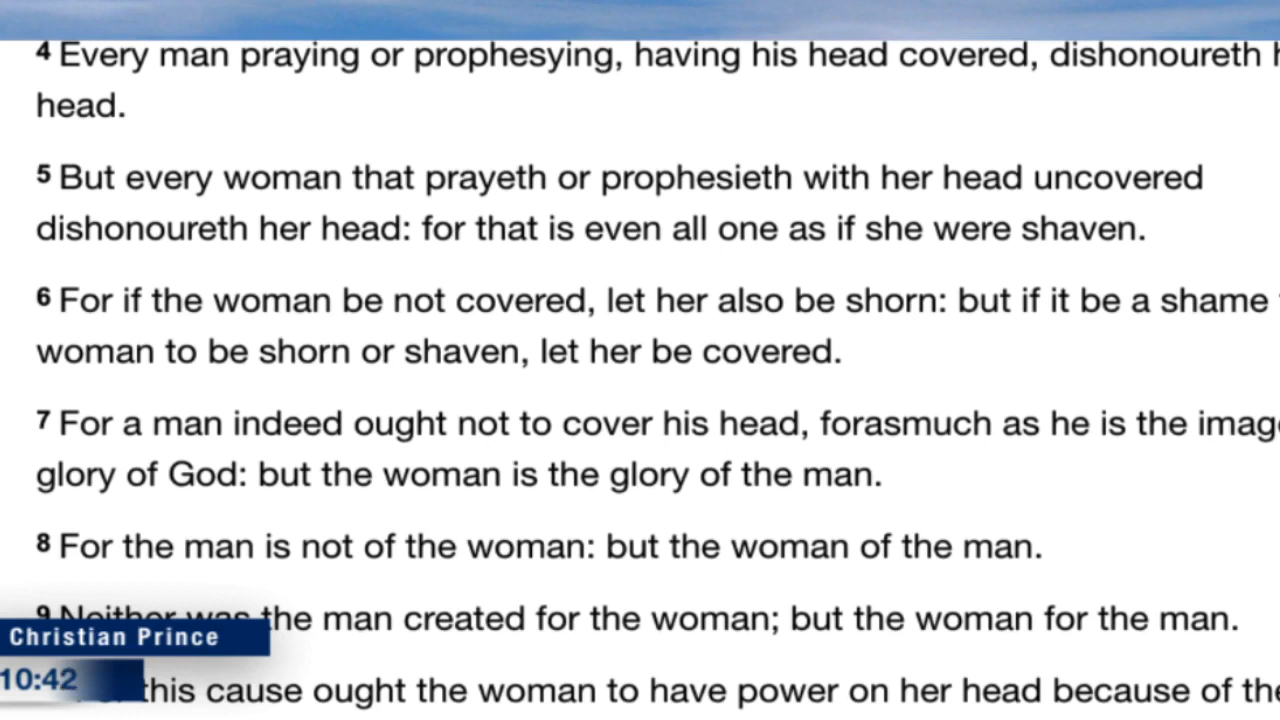 4 Every man praying or prophesying, having his head covered, dishonoureth
head.
5 But every woman that prayeth or prophesieth with her head uncovered
dishonoureth her head: for that is even all one as if she were shaven.
6 For if the woman be not covered, let her also be shorn: but if it be a shame
woman to be shorn or shaven, let her be covered.
7 For a man indeed ought not to cover his head, forasmuch as he is the
glory of God: but the woman is the glory of the man.
8 For the man is not of the woman: but the woman of the man.
9 Neither was the man created for the woman; but the woman for the man.
Christian Prince
this cause ought the woman to have power on her head because of
10:42